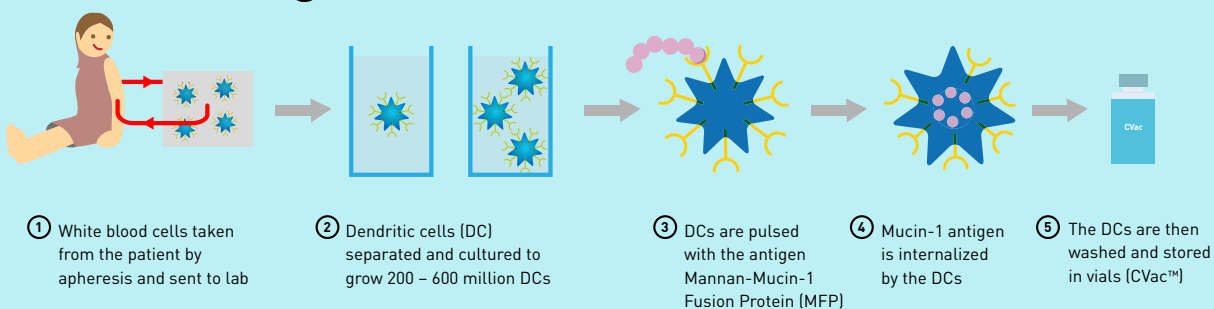 CVac
1 White blood cells taken
from the patient by
apheresis and sent to lab
2 Dendritic cells (DC)
separated and cultured to
grow 200 – 600 million DCs
3 DCs are pulsed
with the antigen
Mannan-Mucin-1
Fusion Protein (MFP)
4 Mucin-1 antigen
is internalized
by the DCs
5 The DCs are then
washed and stored
in vials (CVac™)